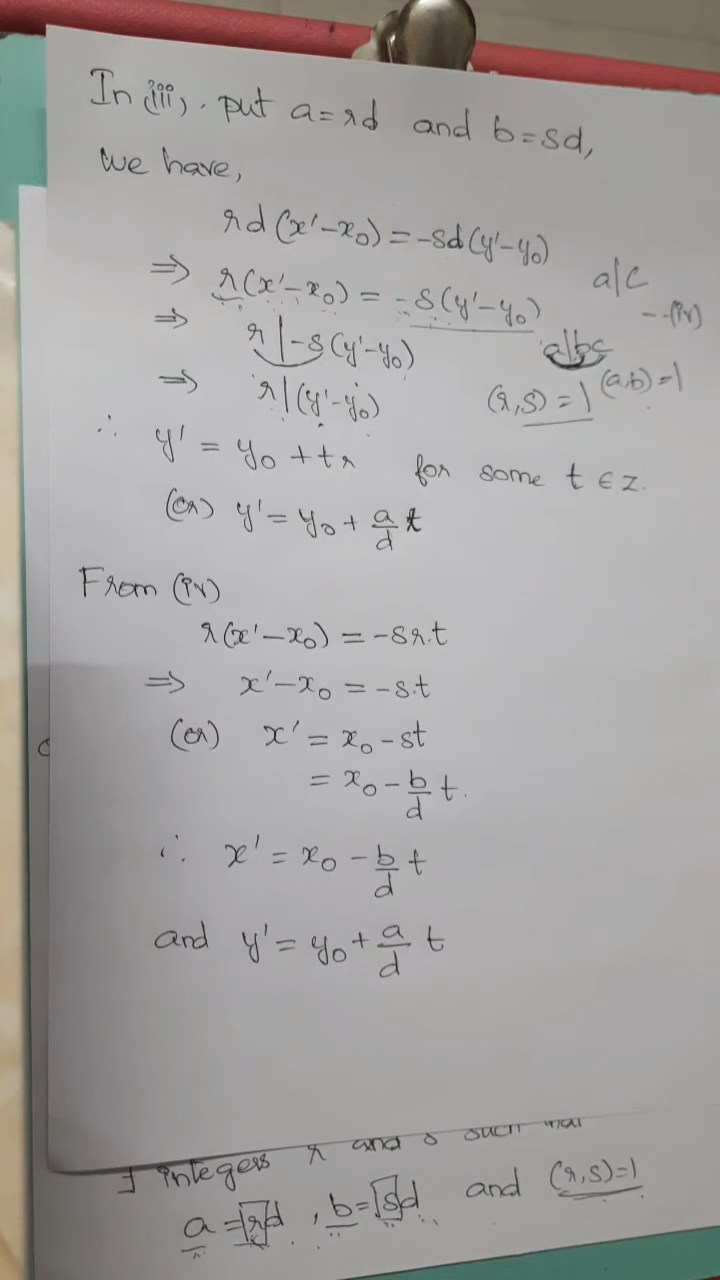 In (iii), put a=rd and b=sd,
we have,
rd(x'-x₀) = -sd(y'-y₀)
⇒ r(x'-x₀) = -s(y'-y₀) --(iv)
a|c
⇒ r|-s(y'-y₀)
a|bc
⇒ r|(y'-y₀)
(r,s)=1 (a,b)=1
∴ y' = y₀ + tr for some t ∈ z.
(or) y' = y₀ + a/d t
From (iv)
r(x'-x₀) = -sr.t
⇒ x'-x₀ = -s.t
(or) x' = x₀ - st
= x₀ - b/d t.
∴ x' = x₀ - b/d t
and y' = y₀ + a/d t
∃ integers r and s such that
a = rd, b = sd and (r,s)=1